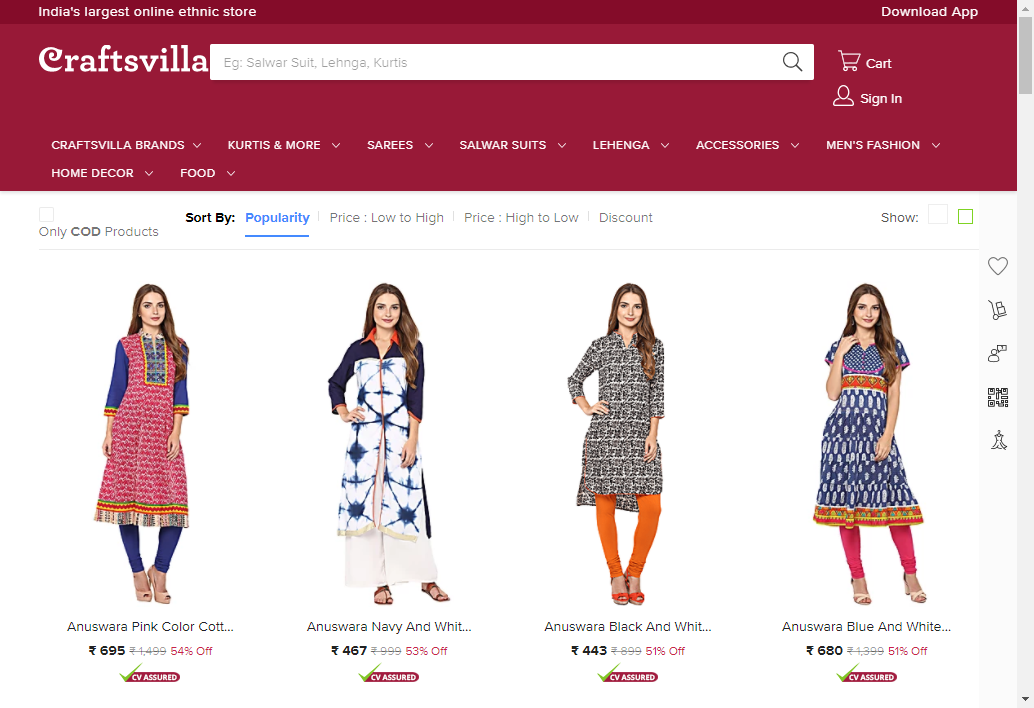 India's largest online ethnic store
Download App
Craftsvilla
Eg: Salwar Suit, Lehnga, Kurtis
Cart
Sign In
CRAFTSVILLA BRANDS
KURTIS & MORE
SAREES
SALWAR SUITS
LEHENGA
ACCESSORIES
MEN'S FASHION
HOME DECOR
FOOD
Only COD Products
Sort By:
Popularity
Price : Low to High
Price : High to Low
Discount
Show:
Anuswara Pink Color Cott...
₹ 695 ₹ 1,499 54% Off
CV ASSURED
Anuswara Navy And Whit...
₹ 467 ₹ 999 53% Off
CV ASSURED
Anuswara Black And Whit...
₹ 443 ₹ 899 51% Off
CV ASSURED
Anuswara Blue And White...
₹ 680 ₹ 1,399 51% Off
CV ASSURED